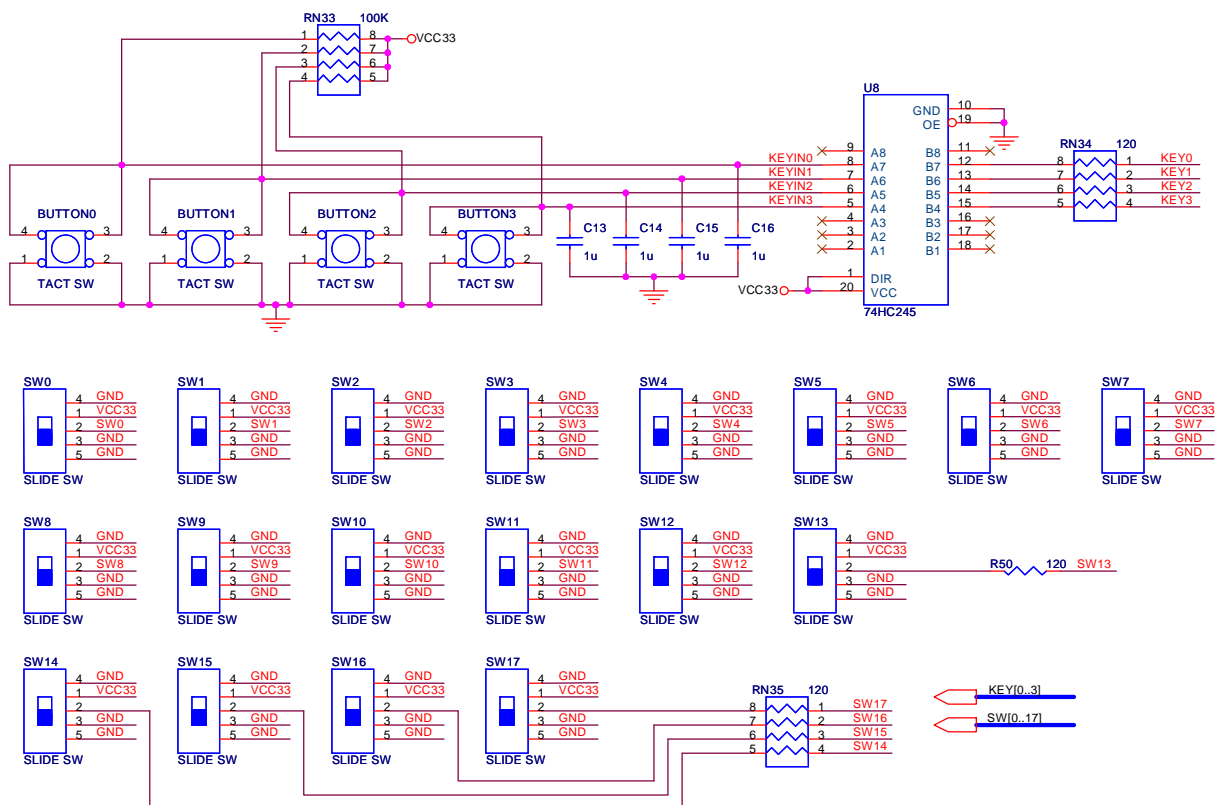 RN33 100K
1 8 VCC33
2 7
3 6
4 5
U8
GND 10
OE 19
9 A8 B8 11
KEYIN0 8 A7 B7 12
KEYIN1 7 A6 B6 13
KEYIN2 6 A5 B5 14
KEYIN3 5 A4 B4 15
4 A3 B3 16
3 A2 B2 17
2 A1 B1 18
VCC33 1 DIR
20 VCC
74HC245
RN34 120
8 1 KEY0
7 2 KEY1
6 3 KEY2
5 4 KEY3
BUTTON0 BUTTON1 BUTTON2 BUTTON3
4 3 4 3 4 3 4 3
1 2 1 2 1 2 1 2
TACT SW TACT SW TACT SW TACT SW
C13 C14 C15 C16
1u 1u 1u 1u
SW0 SW1 SW2 SW3 SW4 SW5 SW6 SW7
4 GND 4 GND 4 GND 4 GND 4 GND 4 GND 4 GND 4 GND
1 VCC33 1 VCC33 1 VCC33 1 VCC33 1 VCC33 1 VCC33 1 VCC33 1 VCC33
2 SW0 2 SW1 2 SW2 2 SW3 2 SW4 2 SW5 2 SW6 2 SW7
3 GND 3 GND 3 GND 3 GND 3 GND 3 GND 3 GND 3 GND
5 GND 5 GND 5 GND 5 GND 5 GND 5 GND 5 GND 5 GND
SLIDE SW SLIDE SW SLIDE SW SLIDE SW SLIDE SW SLIDE SW SLIDE SW SLIDE SW
SW8 SW9 SW10 SW11 SW12 SW13
4 GND 4 GND 4 GND 4 GND 4 GND 4 GND
1 VCC33 1 VCC33 1 VCC33 1 VCC33 1 VCC33 1 VCC33
2 SW8 2 SW9 2 SW10 2 SW11 2 SW12 2 R50 120 SW13
3 GND 3 GND 3 GND 3 GND 3 GND 3 GND
5 GND 5 GND 5 GND 5 GND 5 GND 5 GND
SLIDE SW SLIDE SW SLIDE SW SLIDE SW SLIDE SW SLIDE SW
SW14 SW15 SW16 SW17
4 GND 4 GND 4 GND 4 GND
1 VCC33 1 VCC33 1 VCC33 1 VCC33
2 2 2 2
3 GND 3 GND 3 GND 3 GND
5 GND 5 GND 5 GND 5 GND
SLIDE SW SLIDE SW SLIDE SW SLIDE SW
RN35 120
8 1 SW17
7 2 SW16
6 3 SW15
5 4 SW14
KEY[0..3]
SW[0..17]